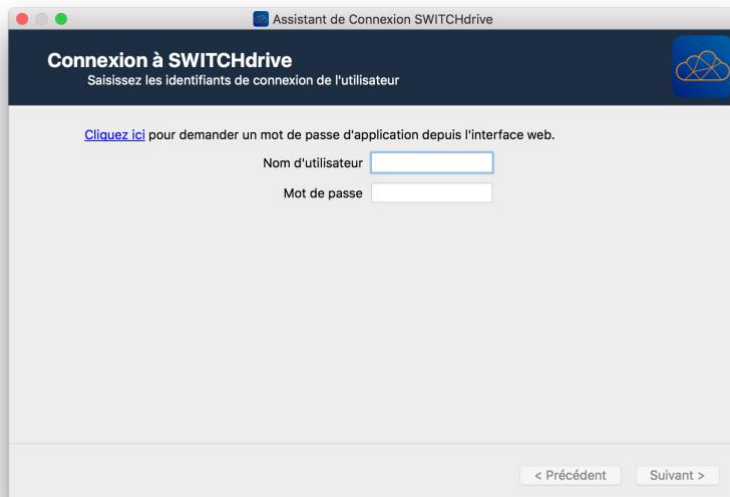 Assistant de Connexion SWITCHdrive
Connexion à SWITCHdrive
Saisissez les identifiants de connexion de l'utilisateur
Cliquez ici pour demander un mot de passe d'application depuis l'interface web.
Nom d'utilisateur
Mot de passe
< Précédent Suivant >